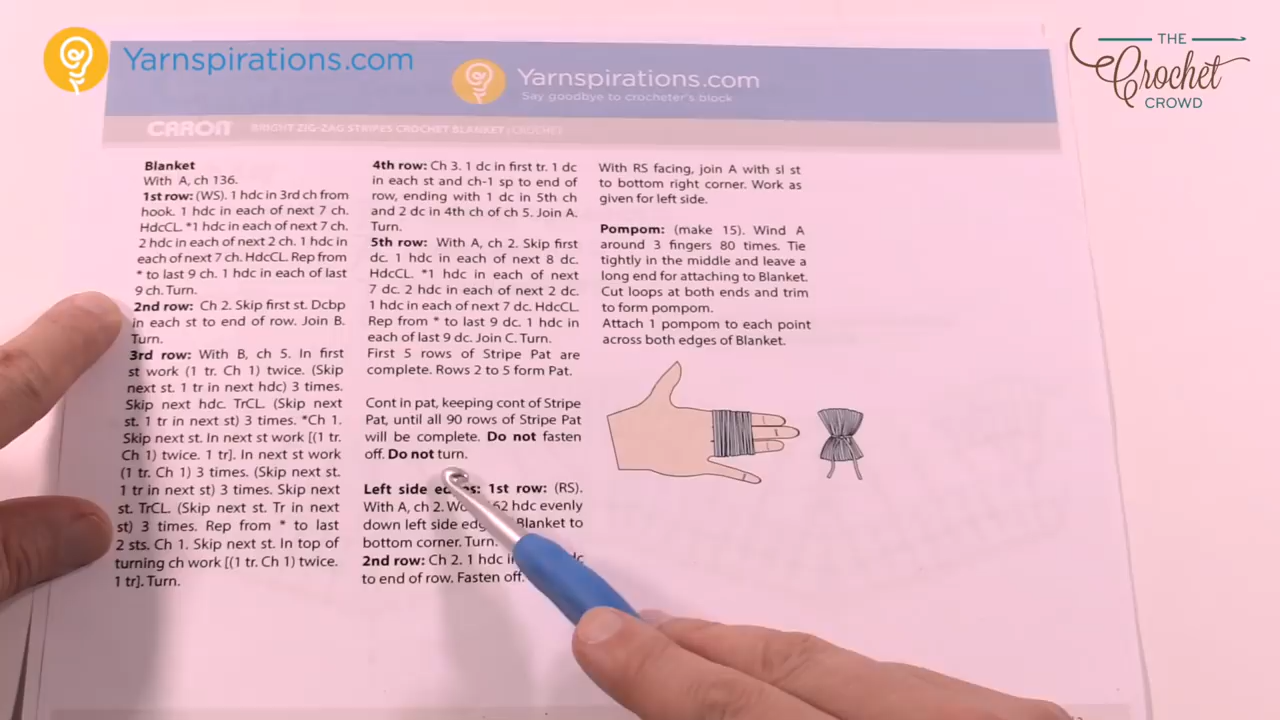 Yarnspirations.com
THE
Crochet
CROWD
Yarnspirations.com
Say goodbye to crocheter's block
CARON BRIGHT ZIG-ZAG STRIPES CROCHET BLANKET (CROCHET)
Blanket
With A, ch 136.
1st row: (WS). 1 hdc in 3rd ch from
hook. 1 hdc in each of next 7 ch.
HdcCL. *1 hdc in each of next 7 ch.
2 hdc in each of next 2 ch. 1 hdc in
each of next 7 ch. HdcCL. Rep from
* to last 9 ch. 1 hdc in each of last
9 ch. Turn.
2nd row: Ch 2. Skip first st. Dcbp
in each st to end of row. Join B.
Turn.
3rd row: With B, ch 5. In first
st work (1 tr. Ch 1) twice. (Skip
next st. 1 tr in next hdc) 3 times.
Skip next hdc. TrCL. (Skip next
st. 1 tr in next st) 3 times. *Ch 1.
Skip next st. In next st work [(1 tr.
Ch 1) twice. 1 tr]. In next st work
(1 tr. Ch 1) 3 times. (Skip next st.
1 tr in next st) 3 times. Skip next
st. TrCL. (Skip next st. Tr in next
st) 3 times. Rep from * to last
2 sts. Ch 1. Skip next st. In top of
turning ch work [(1 tr. Ch 1) twice.
1 tr]. Turn.
4th row: Ch 3. 1 dc in first tr. 1 dc
in each st and ch-1 sp to end of
row, ending with 1 dc in 5th ch
and 2 dc in 4th ch of ch 5. Join A.
Turn.
5th row: With A, ch 2. Skip first
dc. 1 hdc in each of next 8 dc.
HdcCL. *1 hdc in each of next
7 dc. 2 hdc in each of next 2 dc.
1 hdc in each of next 7 dc. HdcCL.
Rep from * to last 9 dc. 1 hdc in
each of last 9 dc. Join C. Turn.
First 5 rows of Stripe Pat are
complete. Rows 2 to 5 form Pat.
Cont in pat, keeping cont of Stripe
Pat, until all 90 rows of Stripe Pat
will be complete. Do not fasten
off. Do not turn.
Left side edges: 1st row: (RS).
With A, ch 2. 62 hdc evenly
down left side Blanket to
bottom corner. Turn.
2nd row: Ch 2. 1 hdc
to end of row. Fasten off.
With RS facing, join A with sl st
to bottom right corner. Work as
given for left side.
Pompom: (make 15). Wind A
around 3 fingers 80 times. Tie
tightly in the middle and leave a
long end for attaching to Blanket.
Cut loops at both ends and trim
to form pompom.
Attach 1 pompom to each point
across both edges of Blanket.